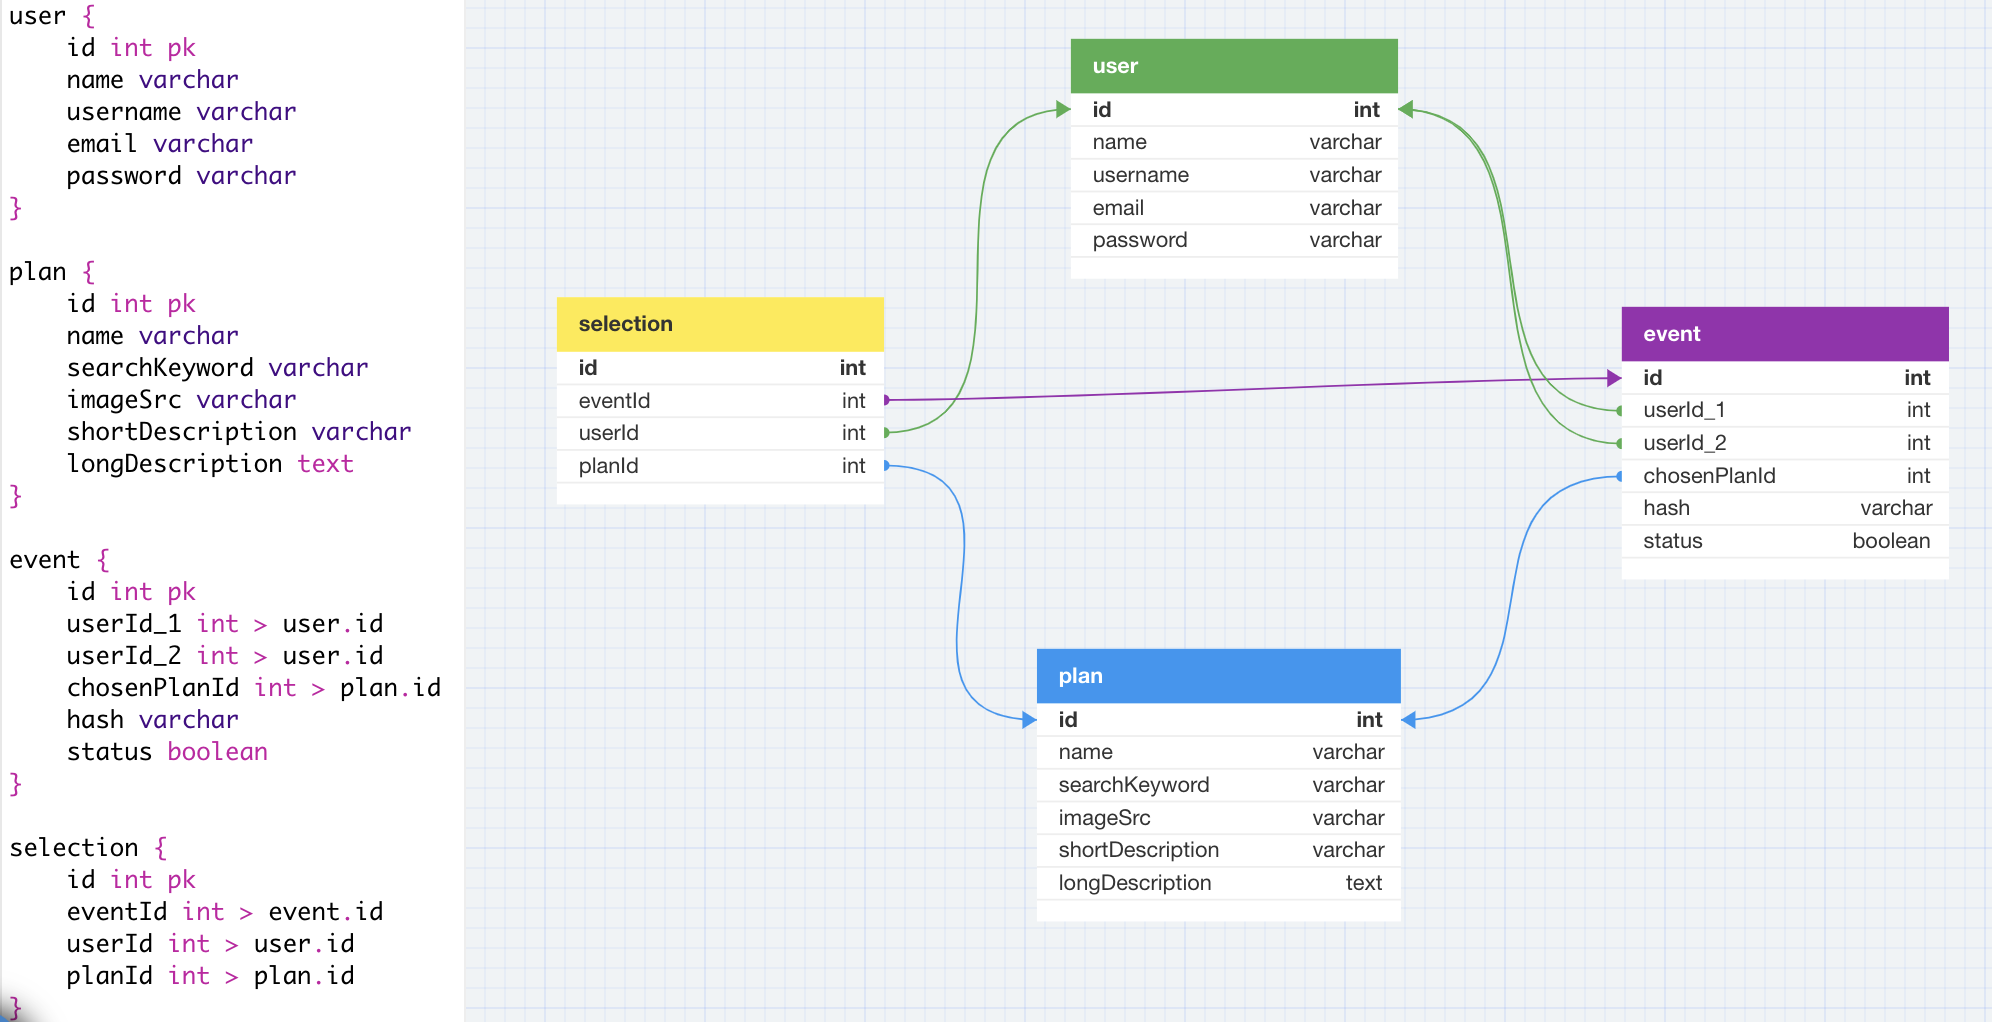 user {
id int pk
name varchar
username varchar
email varchar
password varchar
}
plan {
id int pk
name varchar
searchKeyword varchar
imageSrc varchar
shortDescription varchar
longDescription text
}
event {
id int pk
userId_1 int > user.id
userId_2 int > user.id
chosenPlanId int > plan.id
hash varchar
status boolean
}
selection {
id int pk
eventId int > event.id
userId int > user.id
planId int > plan.id
}
user
id int
name varchar
username varchar
email varchar
password varchar
selection
id int
eventId int
userId int
planId int
event
id int
userId_1 int
userId_2 int
chosenPlanId int
hash varchar
status boolean
plan
id int
name varchar
searchKeyword varchar
imageSrc varchar
shortDescription varchar
longDescription text